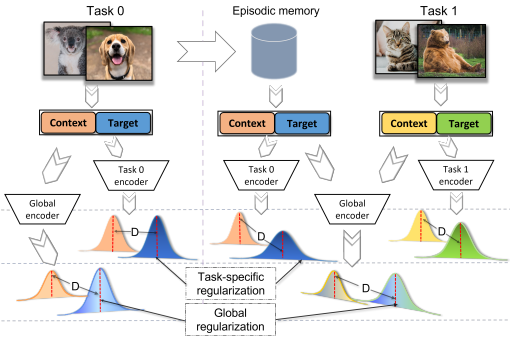 Task 0
Episodic memory
Task 1
Context Target
Context Target
Context Target
Task 0
encoder
Task 0
encoder
Task 1
encoder
Global
encoder
Global
encoder
D
D
D
D
D
Task-specific
regularization
Global
regularization